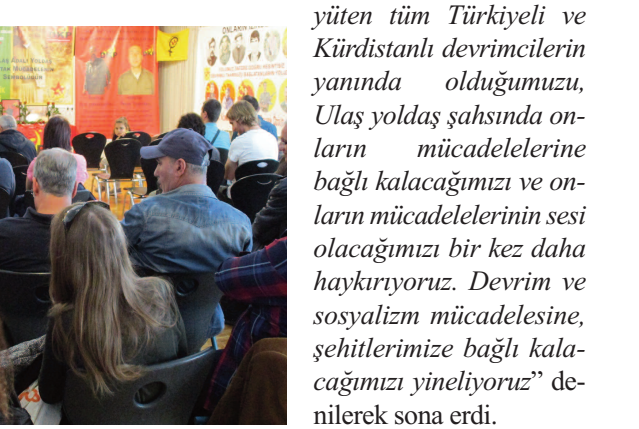 yüten tüm Türkiyeli ve
Kürdistanlı devrimcilerin
yanında olduğumuzu,
Ulaş yoldaş şahsında on-
ların mücadelelerine
bağlı kalacağımızı ve on-
ların mücadelelerinin sesi
olacağımızı bir kez daha
haykırıyoruz. Devrim ve
sosyalizm mücadelesine,
şehitlerimize bağlı kala-
cağımızı yineliyoruz” de-
nilerek sona erdi.